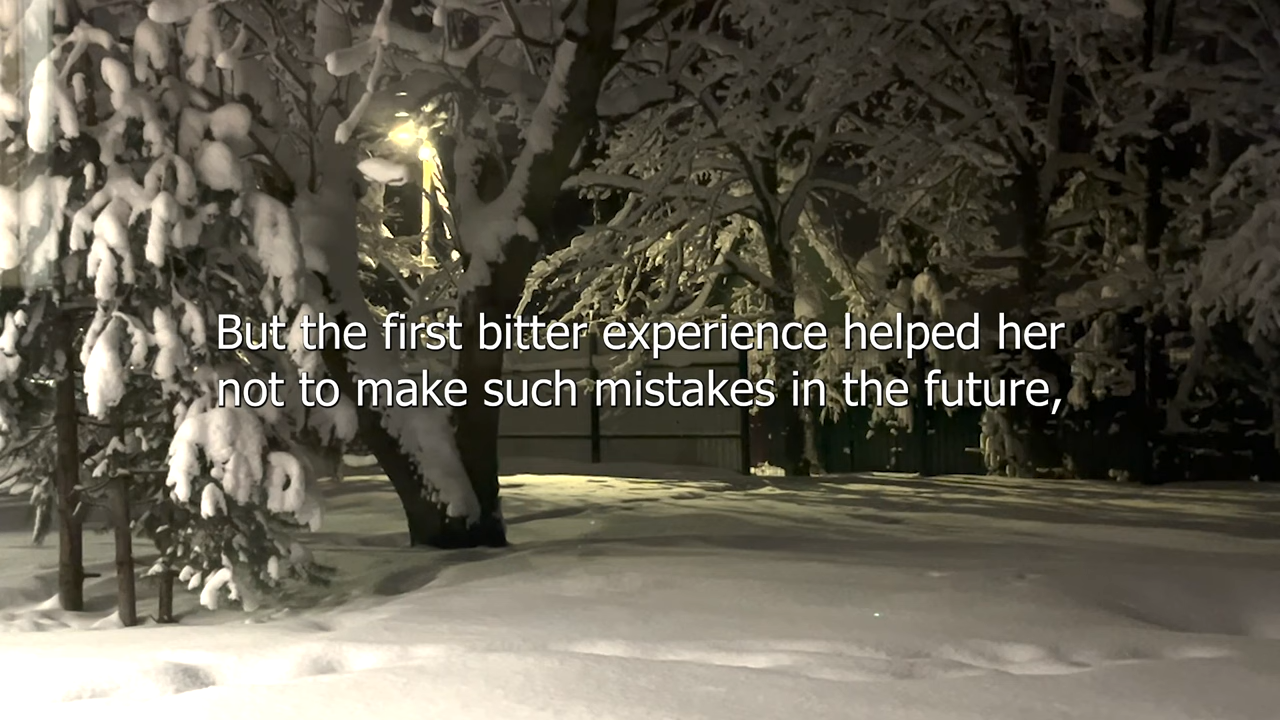 But the first bitter experience helped her
not to make such mistakes in the future,